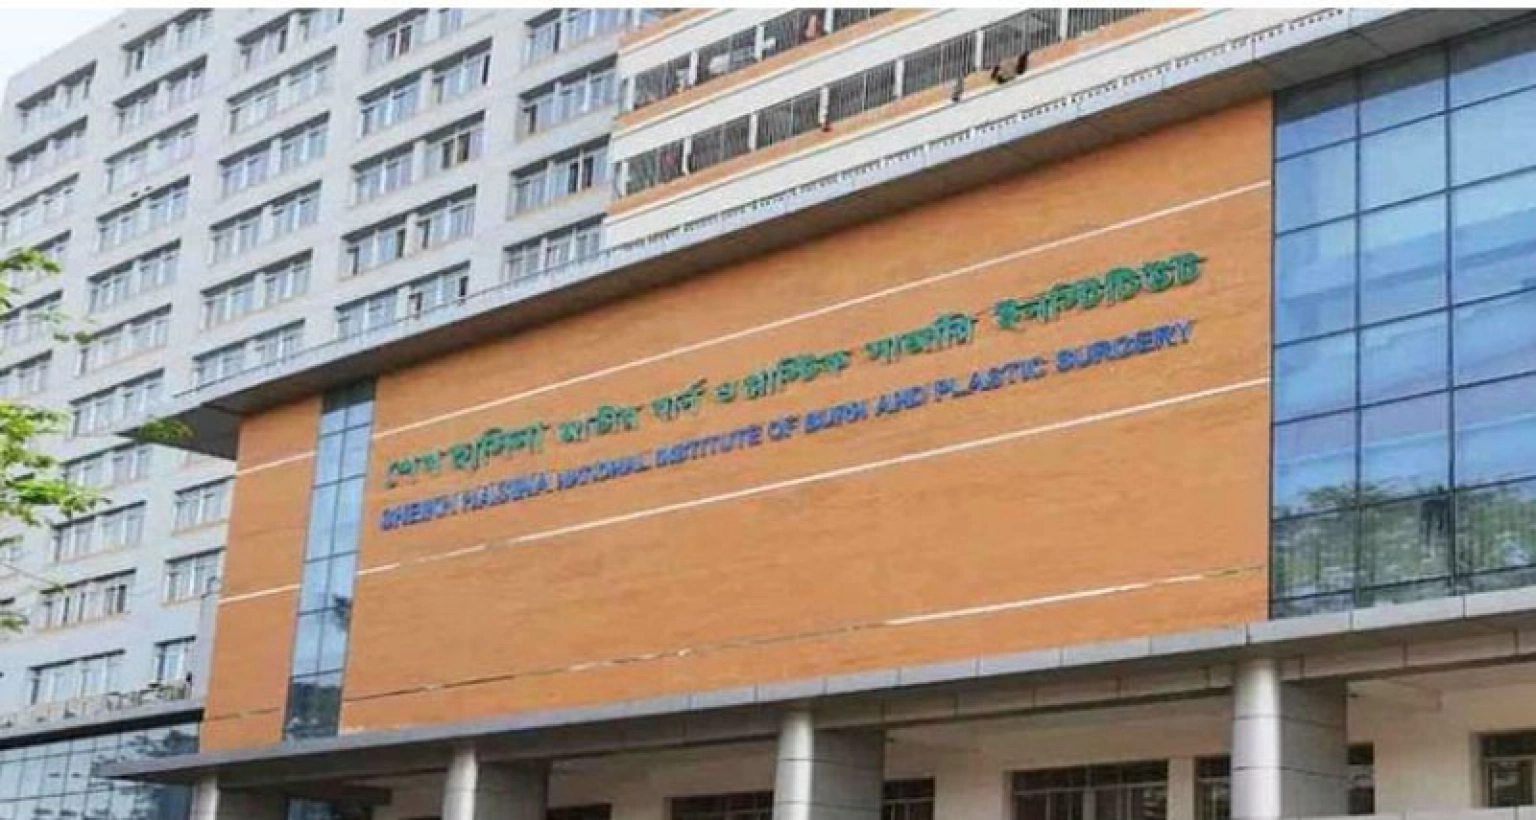 শেখ হাসিনা জাতীয় বার্ন ও প্লাস্টিক সার্জারি ইনস্টিটিউট
SHEIKH HASINA NATIONAL INSTITUTE OF BURN AND PLASTIC SURGERY